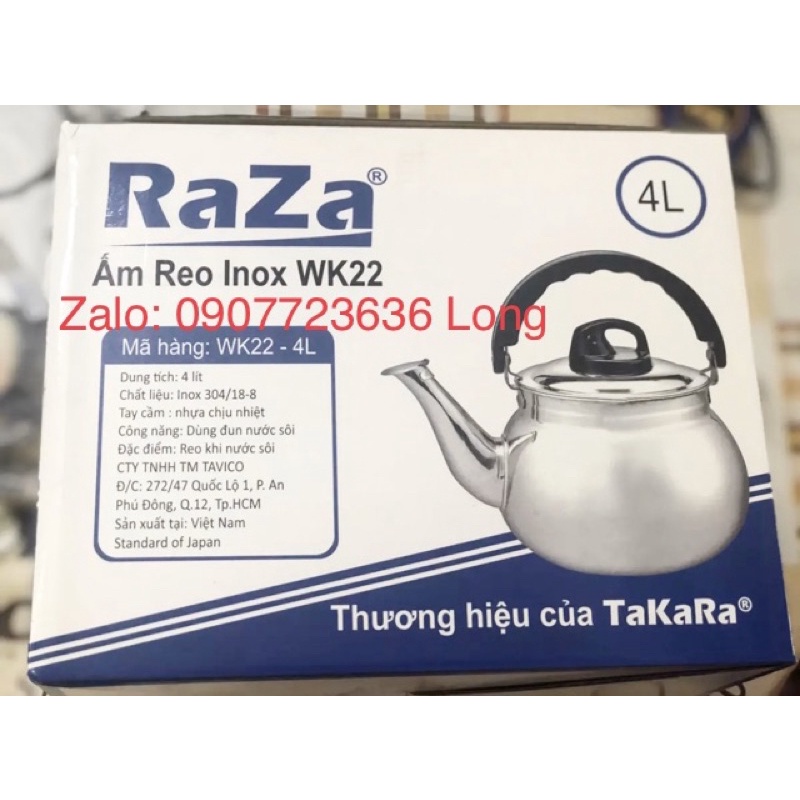 RaZa®
4L
Ấm Reo Inox WK22
Zalo: 0907723636 Long
Mã hàng: WK22 - 4L
Dung tích: 4 lít
Chất liệu: Inox 304/18-8
Tay cầm : nhựa chịu nhiệt
Công năng: Dùng đun nước sôi
Đặc điểm: Reo khi nước sôi
CTY TNHH TM TAVICO
Đ/C: 272/47 Quốc Lộ 1, P. An
Phú Đông, Q.12, Tp.HCM
Sản xuất tại: Việt Nam
Standard of Japan
Thương hiệu của TaKaRa®